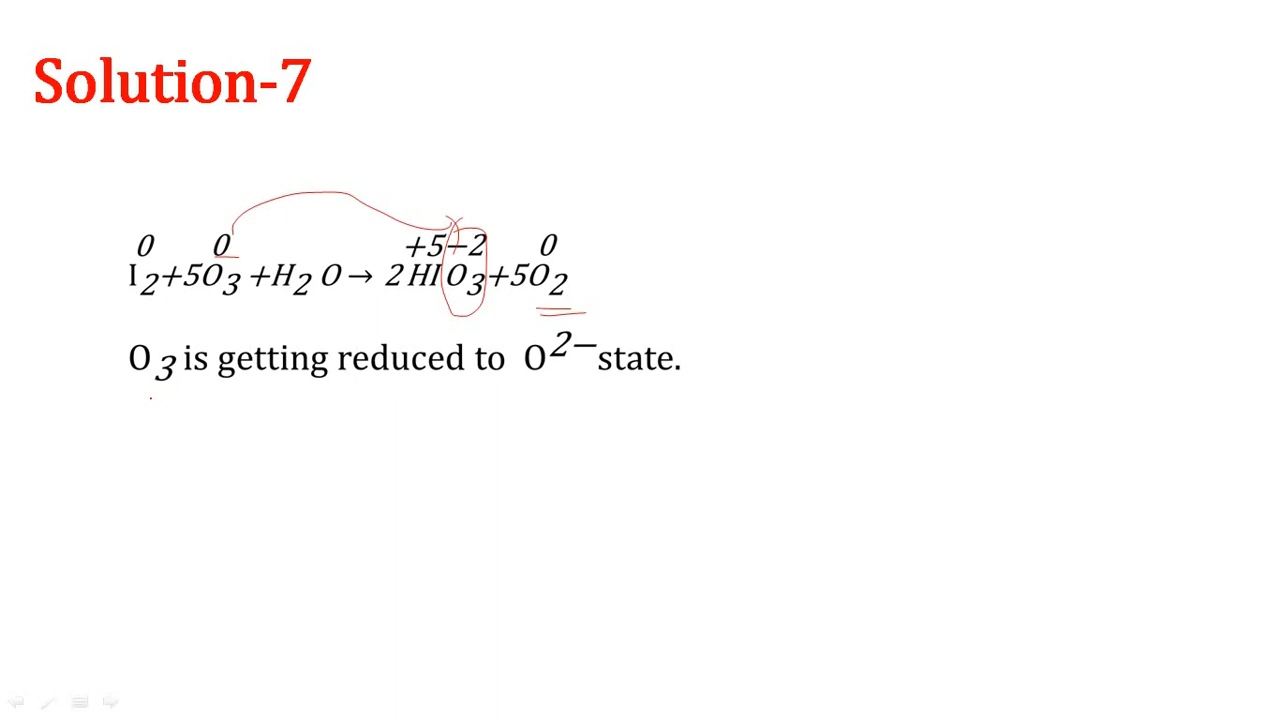 Solution-7
0 0 +5−2 0
I₂+5O₃+H₂O→ 2HIO₃+5O₂
O₃ is getting reduced to O²⁻ state.